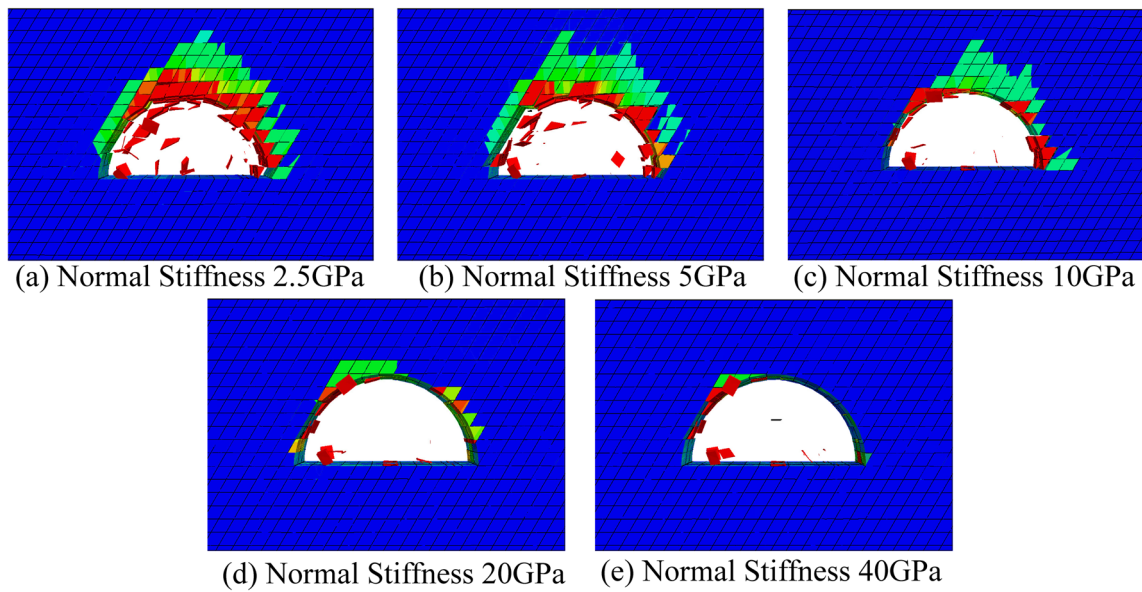 (a) Normal Stiffness 2.5GPa
(b) Normal Stiffness 5GPa
(c) Normal Stiffness 10GPa
(d) Normal Stiffness 20GPa
(e) Normal Stiffness 40GPa